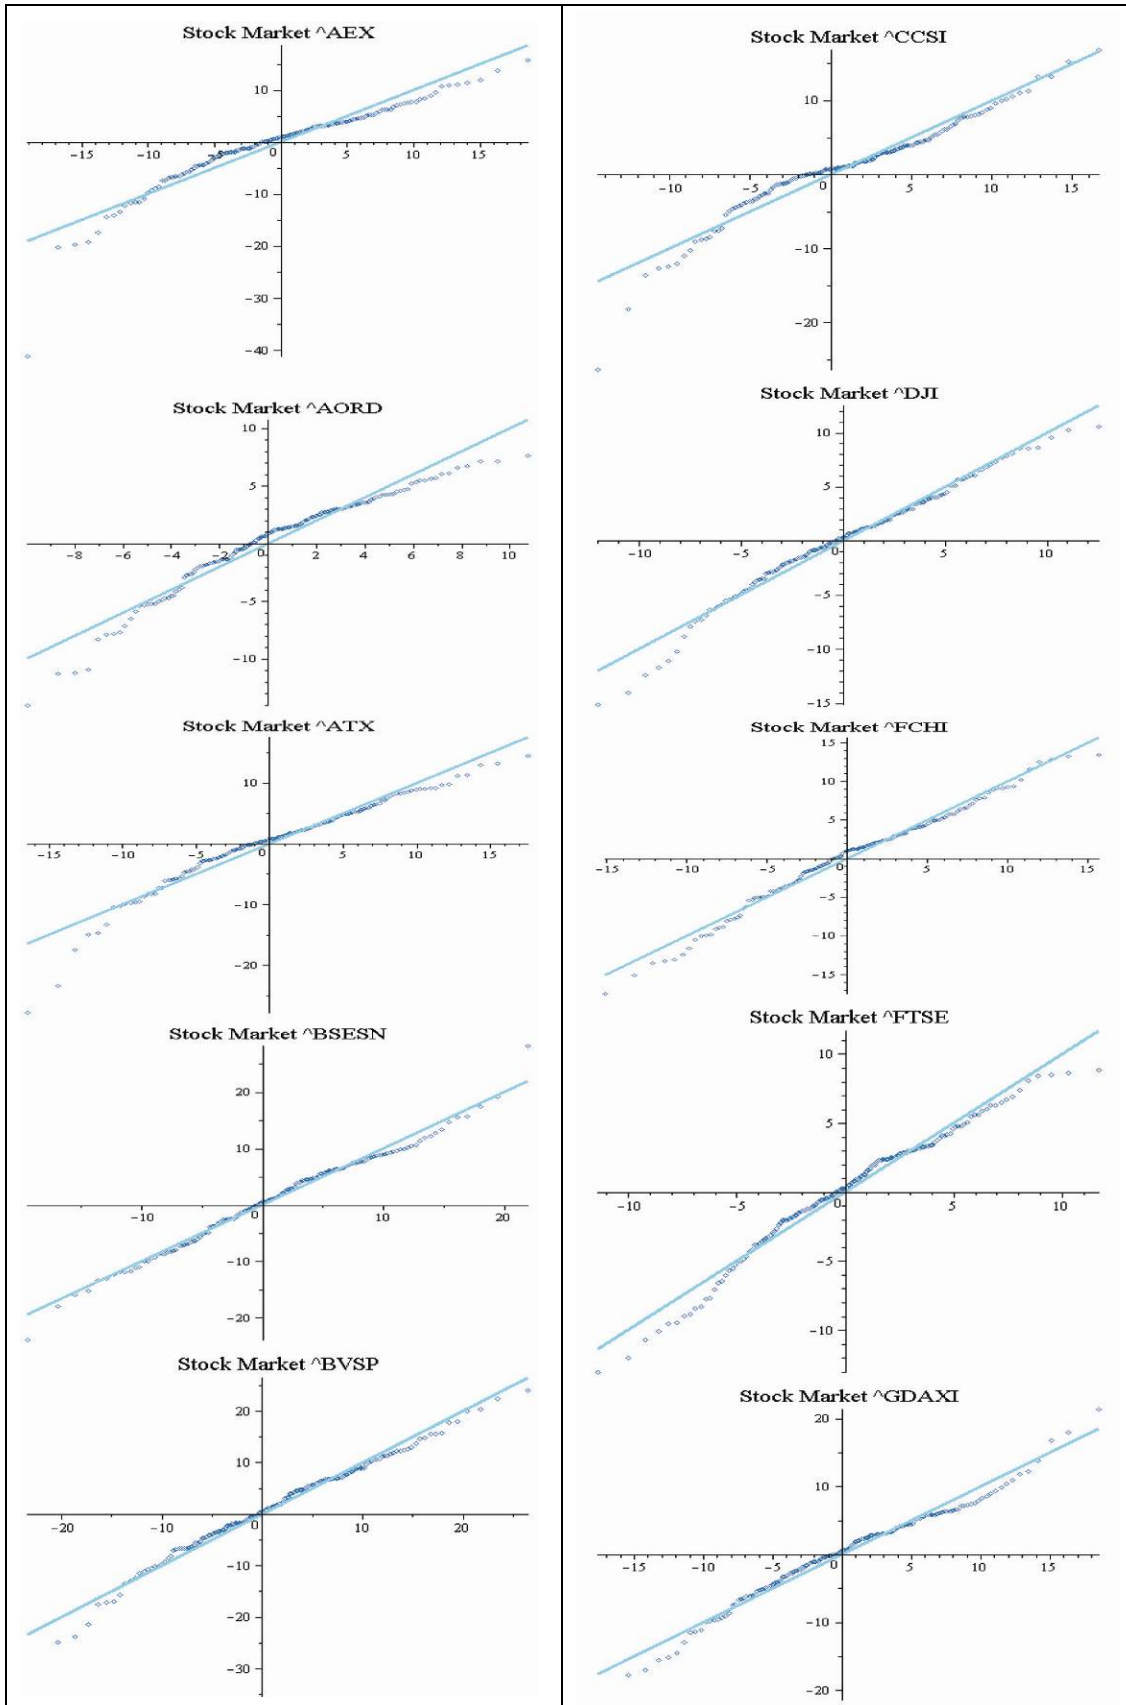 Stock Market ^AEX
10
-15 -10 -5 0 5 10 15
-10
-20
-30
-40
Stock Market ^AORD
10
5
-8 -6 -4 -2 0 2 4 6 8 10
-5
-10
Stock Market ^ATX
10
-15 -10 -5 0 5 10 15
-10
-20
Stock Market ^BSESN
20
10
-10 0 10 20
-10
-20
Stock Market ^BVSP
20
10
-20 -10 0 10 20
-10
-20
-30
Stock Market ^CCSI
10
-10 -5 0 5 10 15
-10
-20
Stock Market ^DJI
10
5
-10 -5 0 5 10
-5
-10
-15
Stock Market ^FCHI
15
10
5
-15 -10 -5 0 5 10 15
-5
-10
-15
Stock Market ^FTSE
10
5
-10 -5 0 5 10
-5
-10
Stock Market ^GDAXI
20
10
-15 -10 -5 0 5 10 15
-10
-20